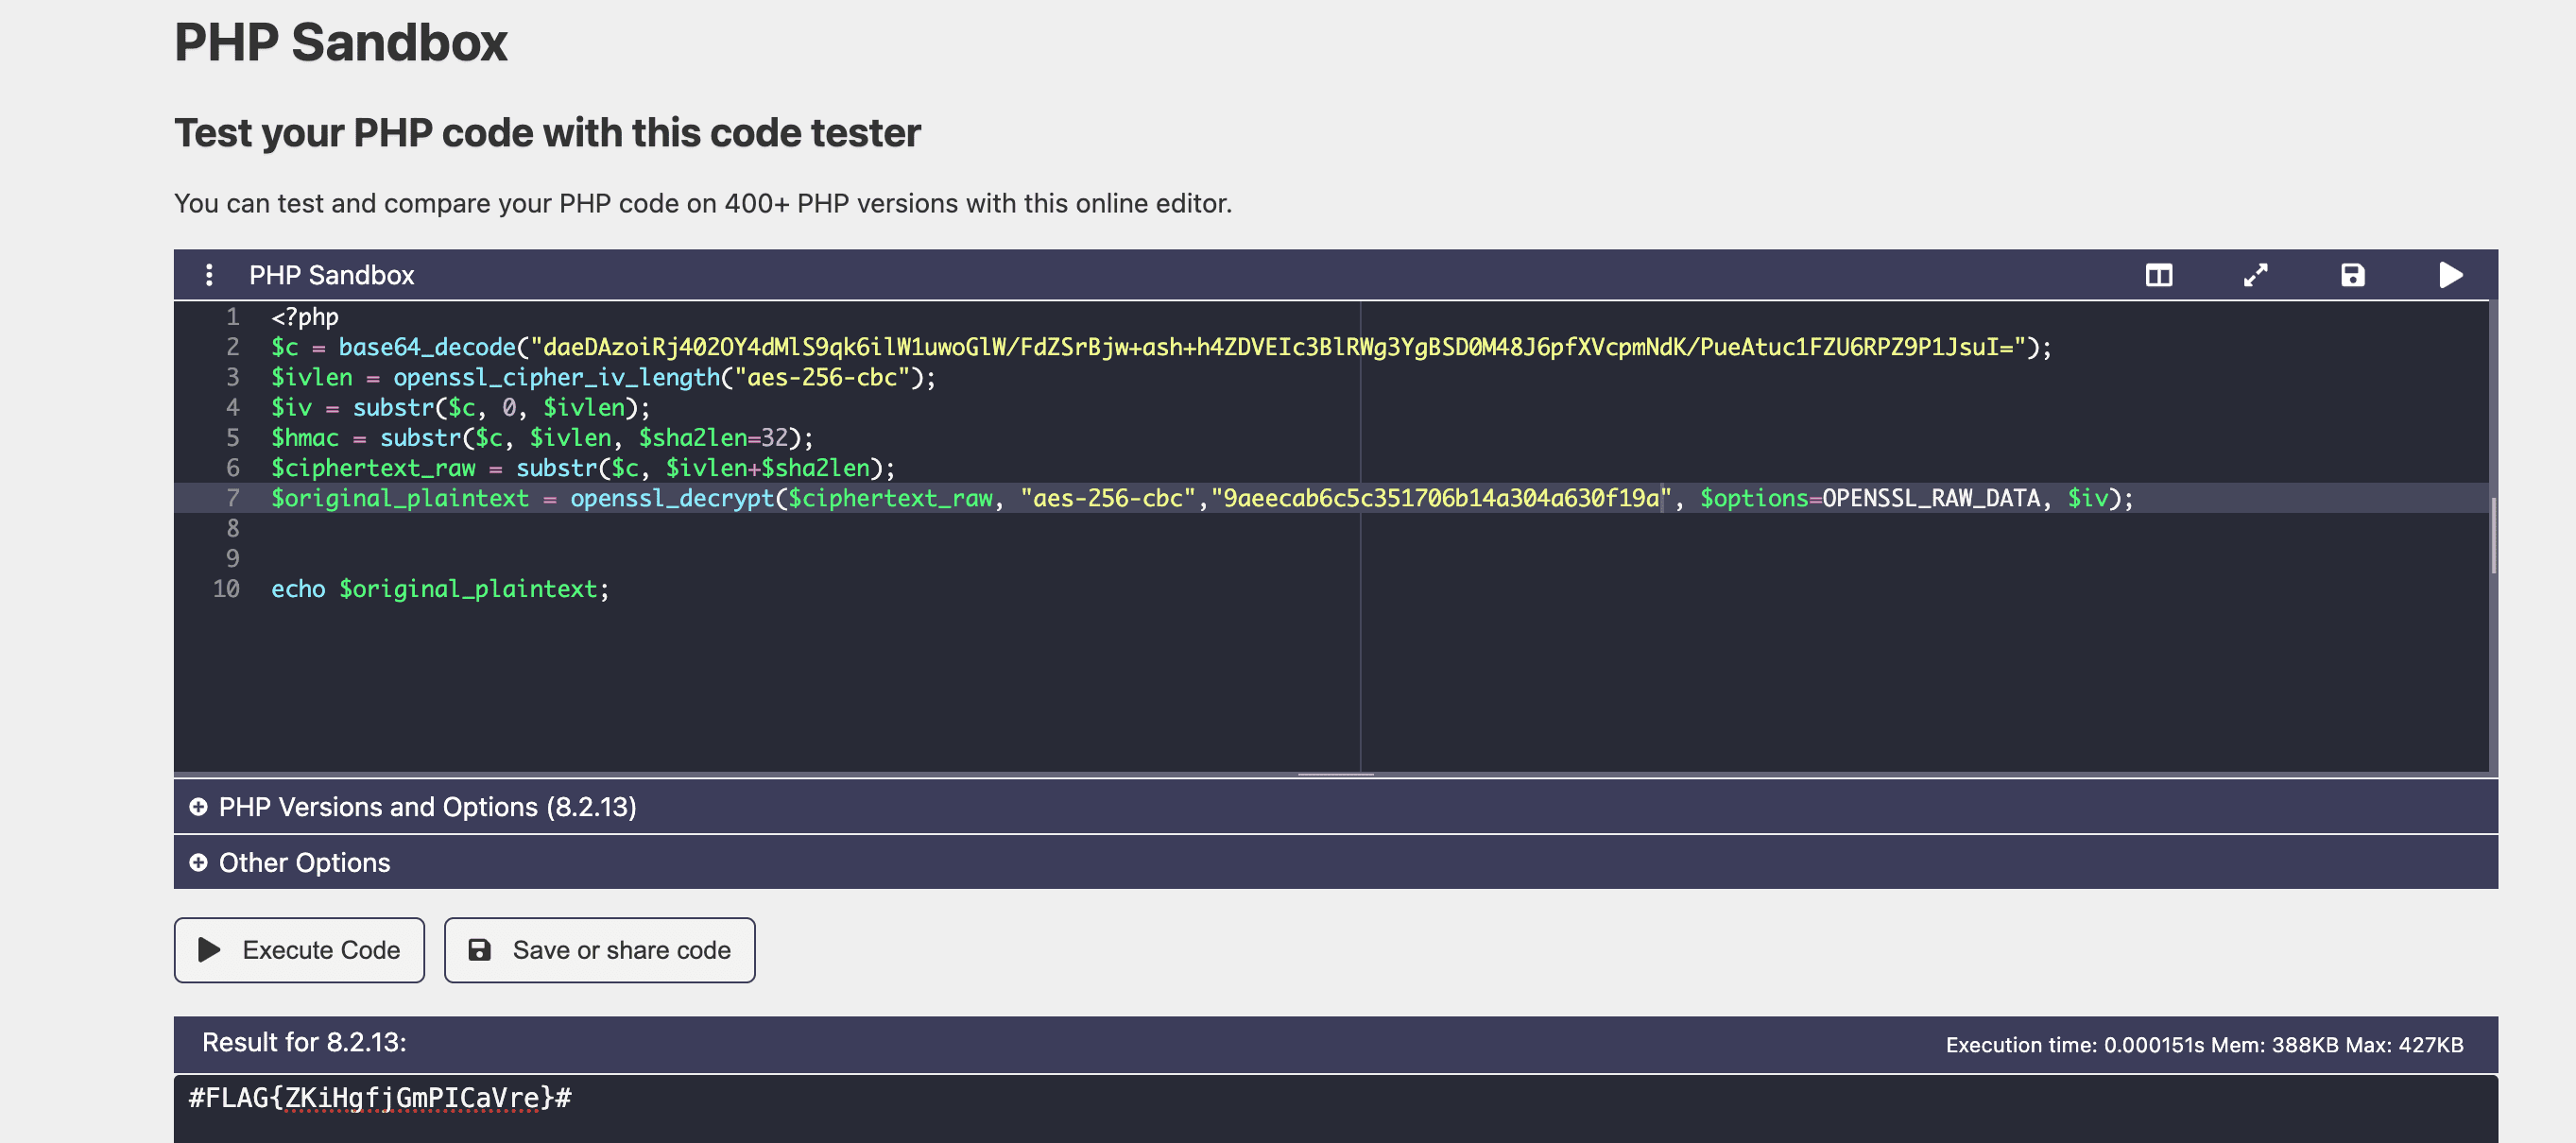 PHP Sandbox
Test your PHP code with this code tester
You can test and compare your PHP code on 400+ PHP versions with this online editor.
PHP Sandbox
1 <?php
2 $c = base64_decode("daeDAzoiRj402OY4dMlS9qk6ilW1uwoGlW/FdZSrBjw+ash+h4ZDVEIc3BlRWg3YgBSD0M48J6pfXVcpmNdK/PueAtuc1FZU6RPZ9P1JsuI=");
3 $ivlen = openssl_cipher_iv_length("aes-256-cbc");
4 $iv = substr($c, 0, $ivlen);
5 $hmac = substr($c, $ivlen, $sha2len=32);
6 $ciphertext_raw = substr($c, $ivlen+$sha2len);
7 $original_plaintext = openssl_decrypt($ciphertext_raw, "aes-256-cbc","9aeecab6c5c351706b14a304a630f19a", $options=OPENSSL_RAW_DATA, $iv);
8
9
10 echo $original_plaintext;
PHP Versions and Options (8.2.13)
Other Options
Execute Code Save or share code
Result for 8.2.13: Execution time: 0.000151s Mem: 388KB Max: 427KB
#FLAG{ZKiHgfjGmPICaVre}#